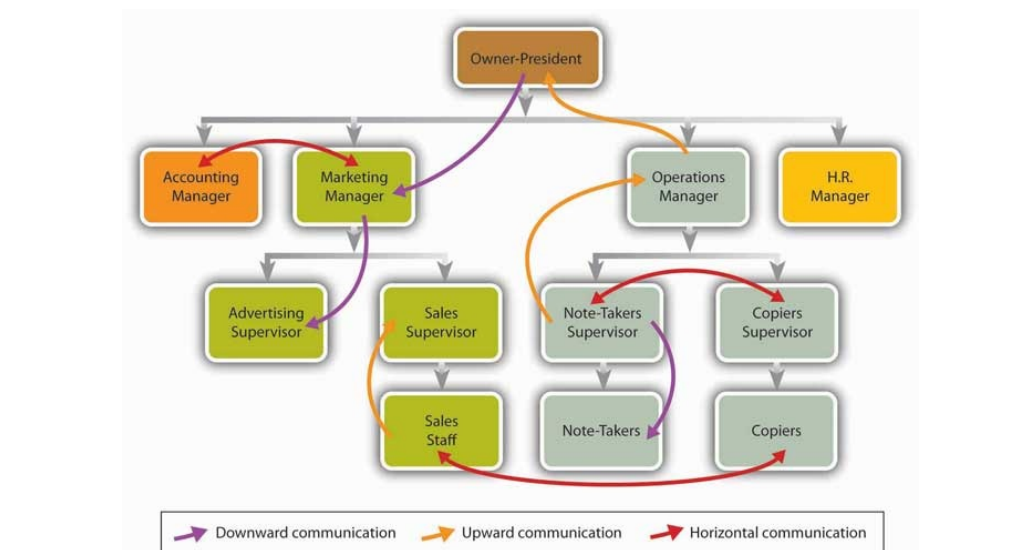 Owner-President
Accounting
Manager
Marketing
Manager
Operations
Manager
H.R.
Manager
Advertising
Supervisor
Sales
Supervisor
Note-Takers
Supervisor
Copiers
Supervisor
Sales
Staff
Note-Takers
Copiers
Downward communication
Upward communication
Horizontal communication